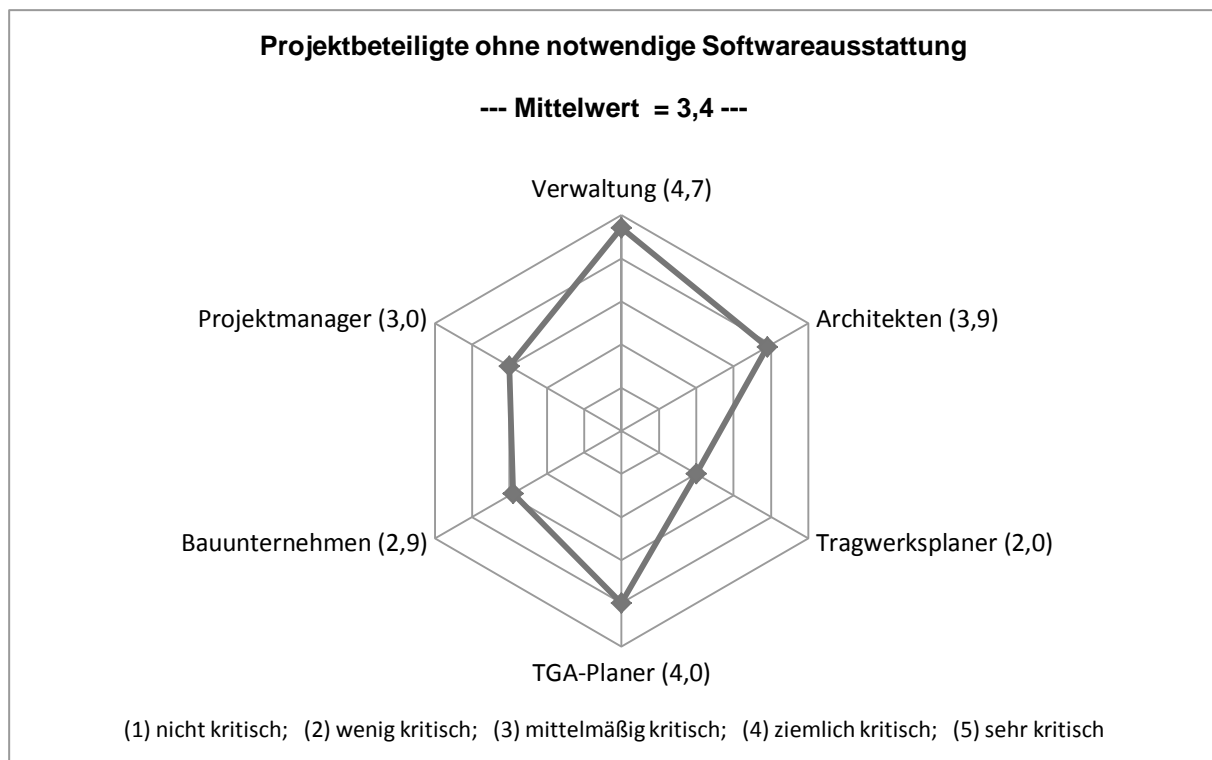 Projektbeteiligte ohne notwendige Softwareausstattung
--- Mittelwert = 3,4 ---
Verwaltung (4,7)
Projektmanager (3,0)
Architekten (3,9)
Bauunternehmen (2,9)
Tragwerksplaner (2,0)
TGA-Planer (4,0)
(1) nicht kritisch; (2) wenig kritisch; (3) mittelmäßig kritisch; (4) ziemlich kritisch; (5) sehr kritisch